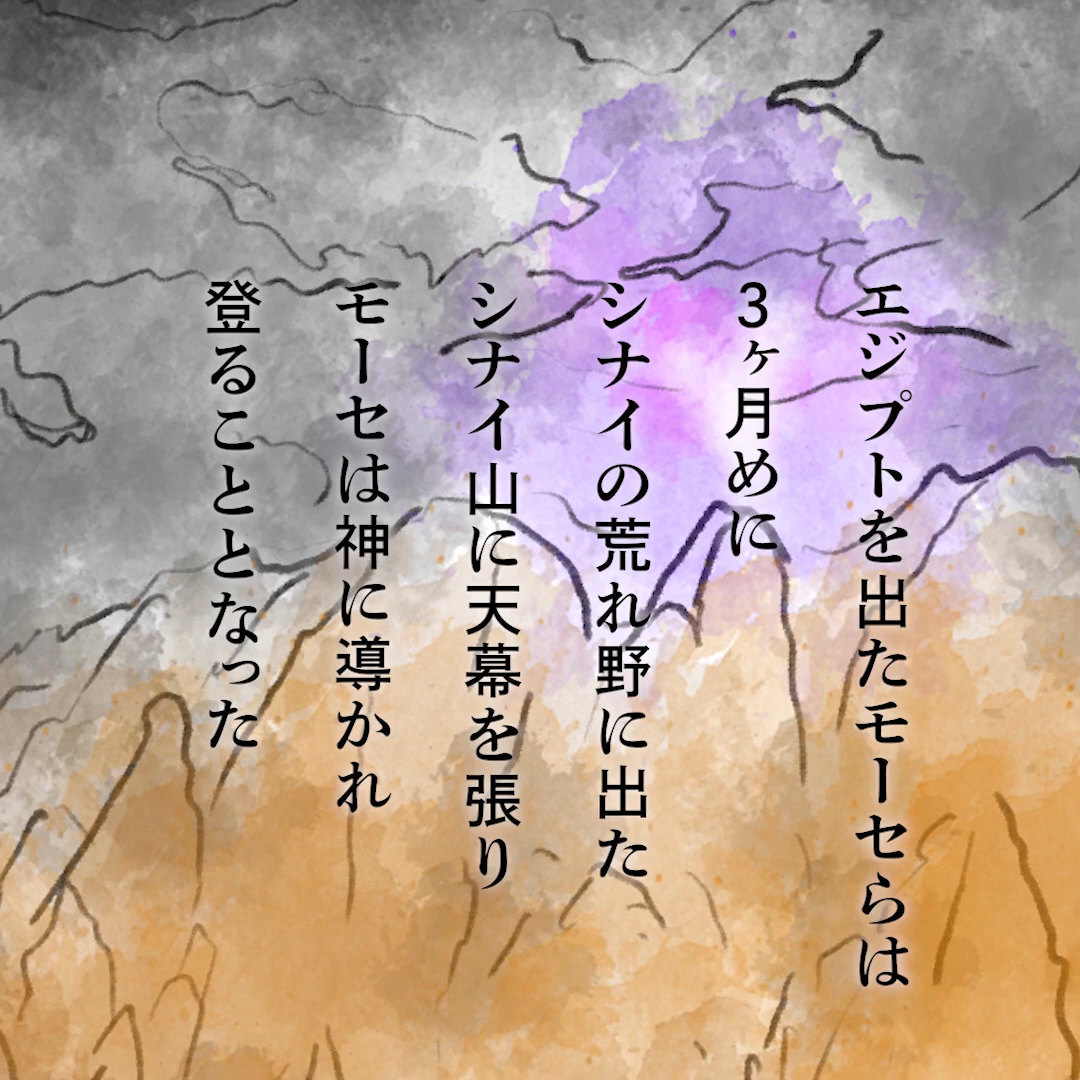 エジプトを出たモーセらは
3ヶ月めに
シナイの荒れ野に出た
シナイ山に天幕を張り
モーセは神に導かれ
登ることとなった